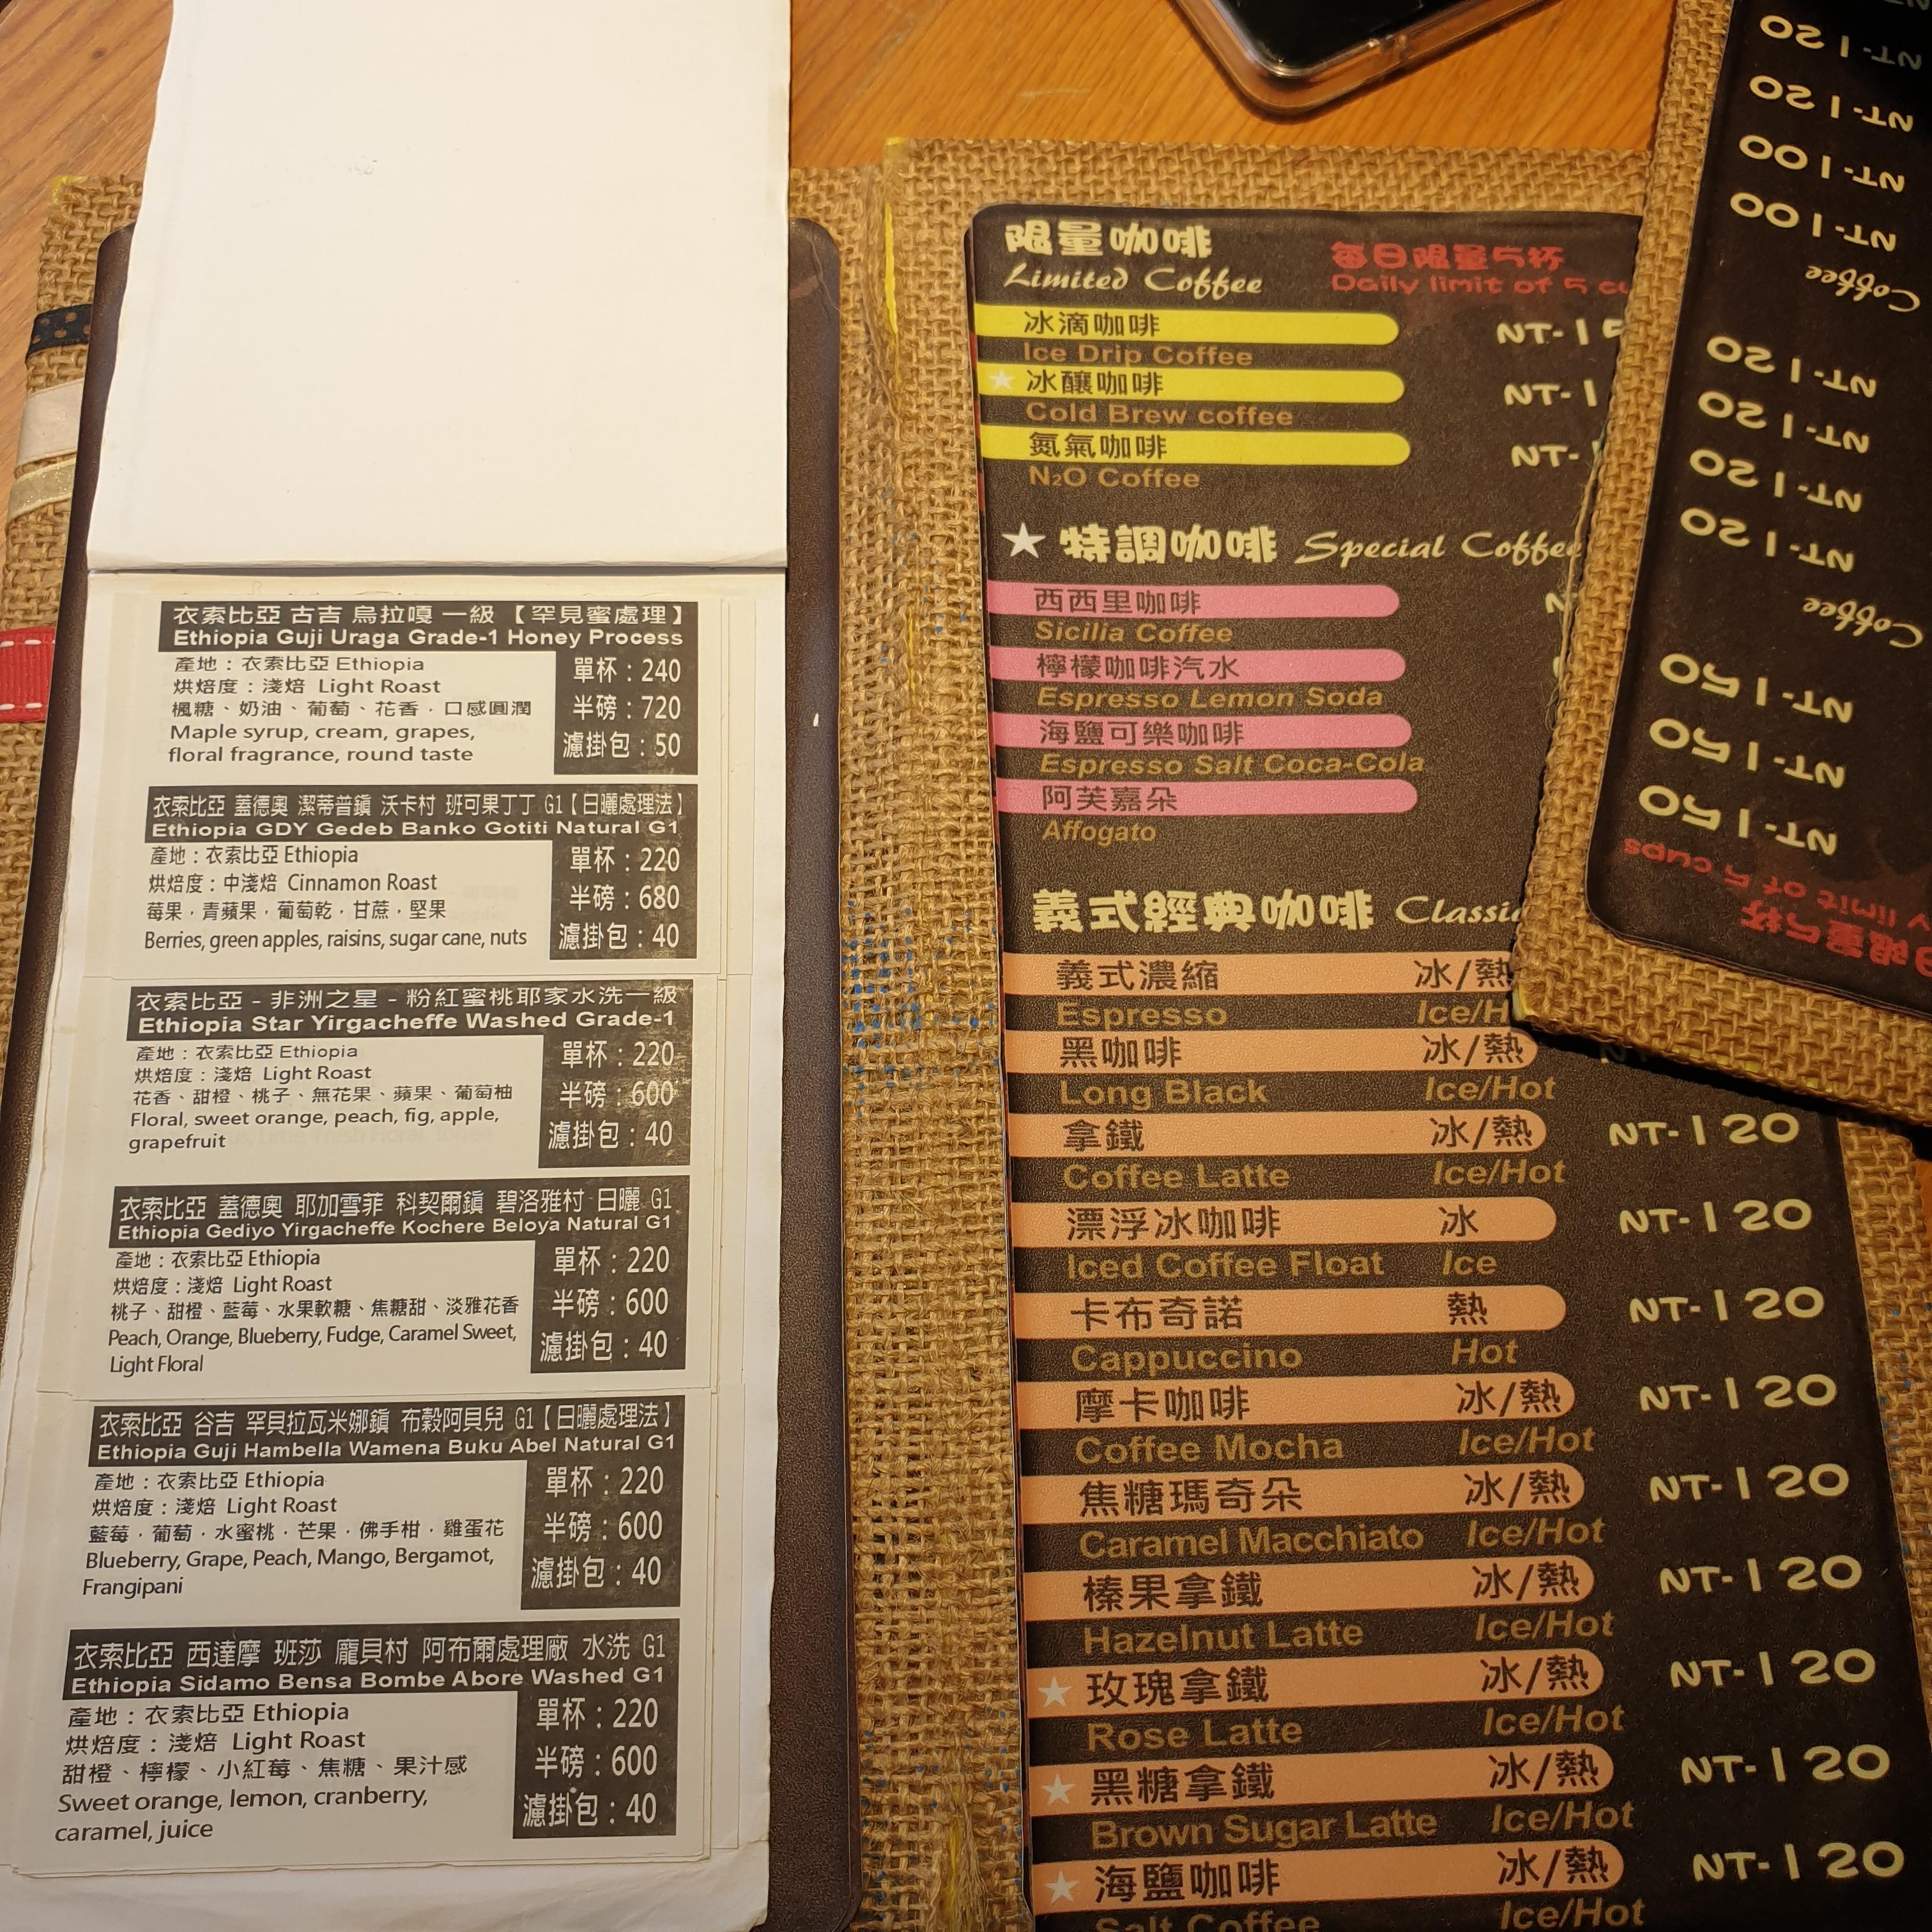 衣索比亞 古吉 烏拉嘎 一級 【罕見蜜處理】
Ethiopia Guji Uraga Grade-1 Honey Process
產地：衣索比亞 Ethiopia
烘焙度：淺焙 Light Roast
楓糖、奶油、葡萄、花香，口感圓潤
Maple syrup, cream, grapes,
floral fragrance, round taste
單杯：240
半磅：720
濾掛包：50
衣索比亞 蓋德奧 潔蒂普鎮 沃卡村 班可果丁丁 G1【日曬處理法】
Ethiopia GDY Gedeb Banko Gotiti Natural G1
產地：衣索比亞 Ethiopia
烘焙度：中淺焙 Cinnamon Roast
莓果，青蘋果，葡萄乾，甘蔗，堅果
Berries, green apples, raisins, sugar cane, nuts
單杯：220
半磅：680
濾掛包：40
衣索比亞 - 非洲之星 - 粉紅蜜桃耶家水洗一級
Ethiopia Star Yirgacheffe Washed Grade-1
產地：衣索比亞 Ethiopia
烘焙度：淺焙 Light Roast
花香、甜橙、桃子、無花果、蘋果、葡萄柚
Floral, sweet orange, peach, fig, apple,
grapefruit
單杯：220
半磅：600
濾掛包：40
衣索比亞 蓋德奧 耶加雪菲 科契爾鎮 碧洛雅村 日曬 G1
Ethiopia Gediyo Yirgacheffe Kochere Beloya Natural G1
產地：衣索比亞 Ethiopia
烘焙度：淺焙 Light Roast
桃子、甜橙、藍莓、水果軟糖、焦糖甜、淡雅花香
Peach, Orange, Blueberry, Fudge, Caramel Sweet,
Light Floral
單杯：220
半磅：600
濾掛包：40
衣索比亞 谷吉 罕貝拉瓦米娜鎮 布穀阿貝兒 G1【日曬處理法】
Ethiopia Guji Hambella Wamena Buku Abel Natural G1
產地：衣索比亞 Ethiopia
烘焙度：淺焙 Light Roast
藍莓，葡萄，水蜜桃，芒果，佛手柑，雞蛋花
Blueberry, Grape, Peach, Mango, Bergamot,
Frangipani
單杯：220
半磅：600
濾掛包：40
衣索比亞 西達摩 班莎 龐貝村 阿布爾處理廠 水洗 G1
Ethiopia Sidamo Bensa Bombe Abore Washed G1
產地：衣索比亞 Ethiopia
烘焙度：淺焙 Light Roast
甜橙、檸檬、小紅莓、焦糖、果汁感
Sweet orange, lemon, cranberry,
caramel, juice
單杯：220
半磅：600
濾掛包：40
限量咖啡 每日限量5杯
Limited Coffee Daily limit of 5
冰滴咖啡
Ice Drip Coffee
冰釀咖啡
Cold Brew coffee
氮氣咖啡
N₂O Coffee
特調咖啡 Special Coffee
西西里咖啡
Sicilia Coffee
檸檬咖啡汽水
Espresso Lemon Soda
海鹽可樂咖啡
Espresso Salt Coca-Cola
阿芙嘉朵
Affogato
義式經典咖啡
義式濃縮 冰/熱
Espresso
黑咖啡 冰/熱
Long Black Ice/Hot
拿鐵 冰/熱 NT-120
Coffee Latte Ice/Hot
漂浮冰咖啡 冰 NT-120
Iced Coffee Float Ice
卡布奇諾 熱 NT-120
Cappuccino Hot
摩卡咖啡 冰/熱 NT-120
Coffee Mocha Ice/Hot
焦糖瑪奇朵 冰/熱 NT-120
Caramel Macchiato Ice/Hot
榛果拿鐵 冰/熱 NT-120
Hazelnut Latte Ice/Hot
玫瑰拿鐵 冰/熱 NT-120
Rose Latte Ice/Hot
黑糖拿鐵 冰/熱 NT-120
Brown Sugar Latte Ice/Hot
海鹽咖啡 冰/熱 NT-120
Salt Coffee Ice/Hot
限量5杯
limit of 5 cups
NT-150
NT-150
NT-150
Coffee
NT-120
NT-120
NT-120
NT-120
Coffee
NT-100
NT-100
NT-120
NT-120